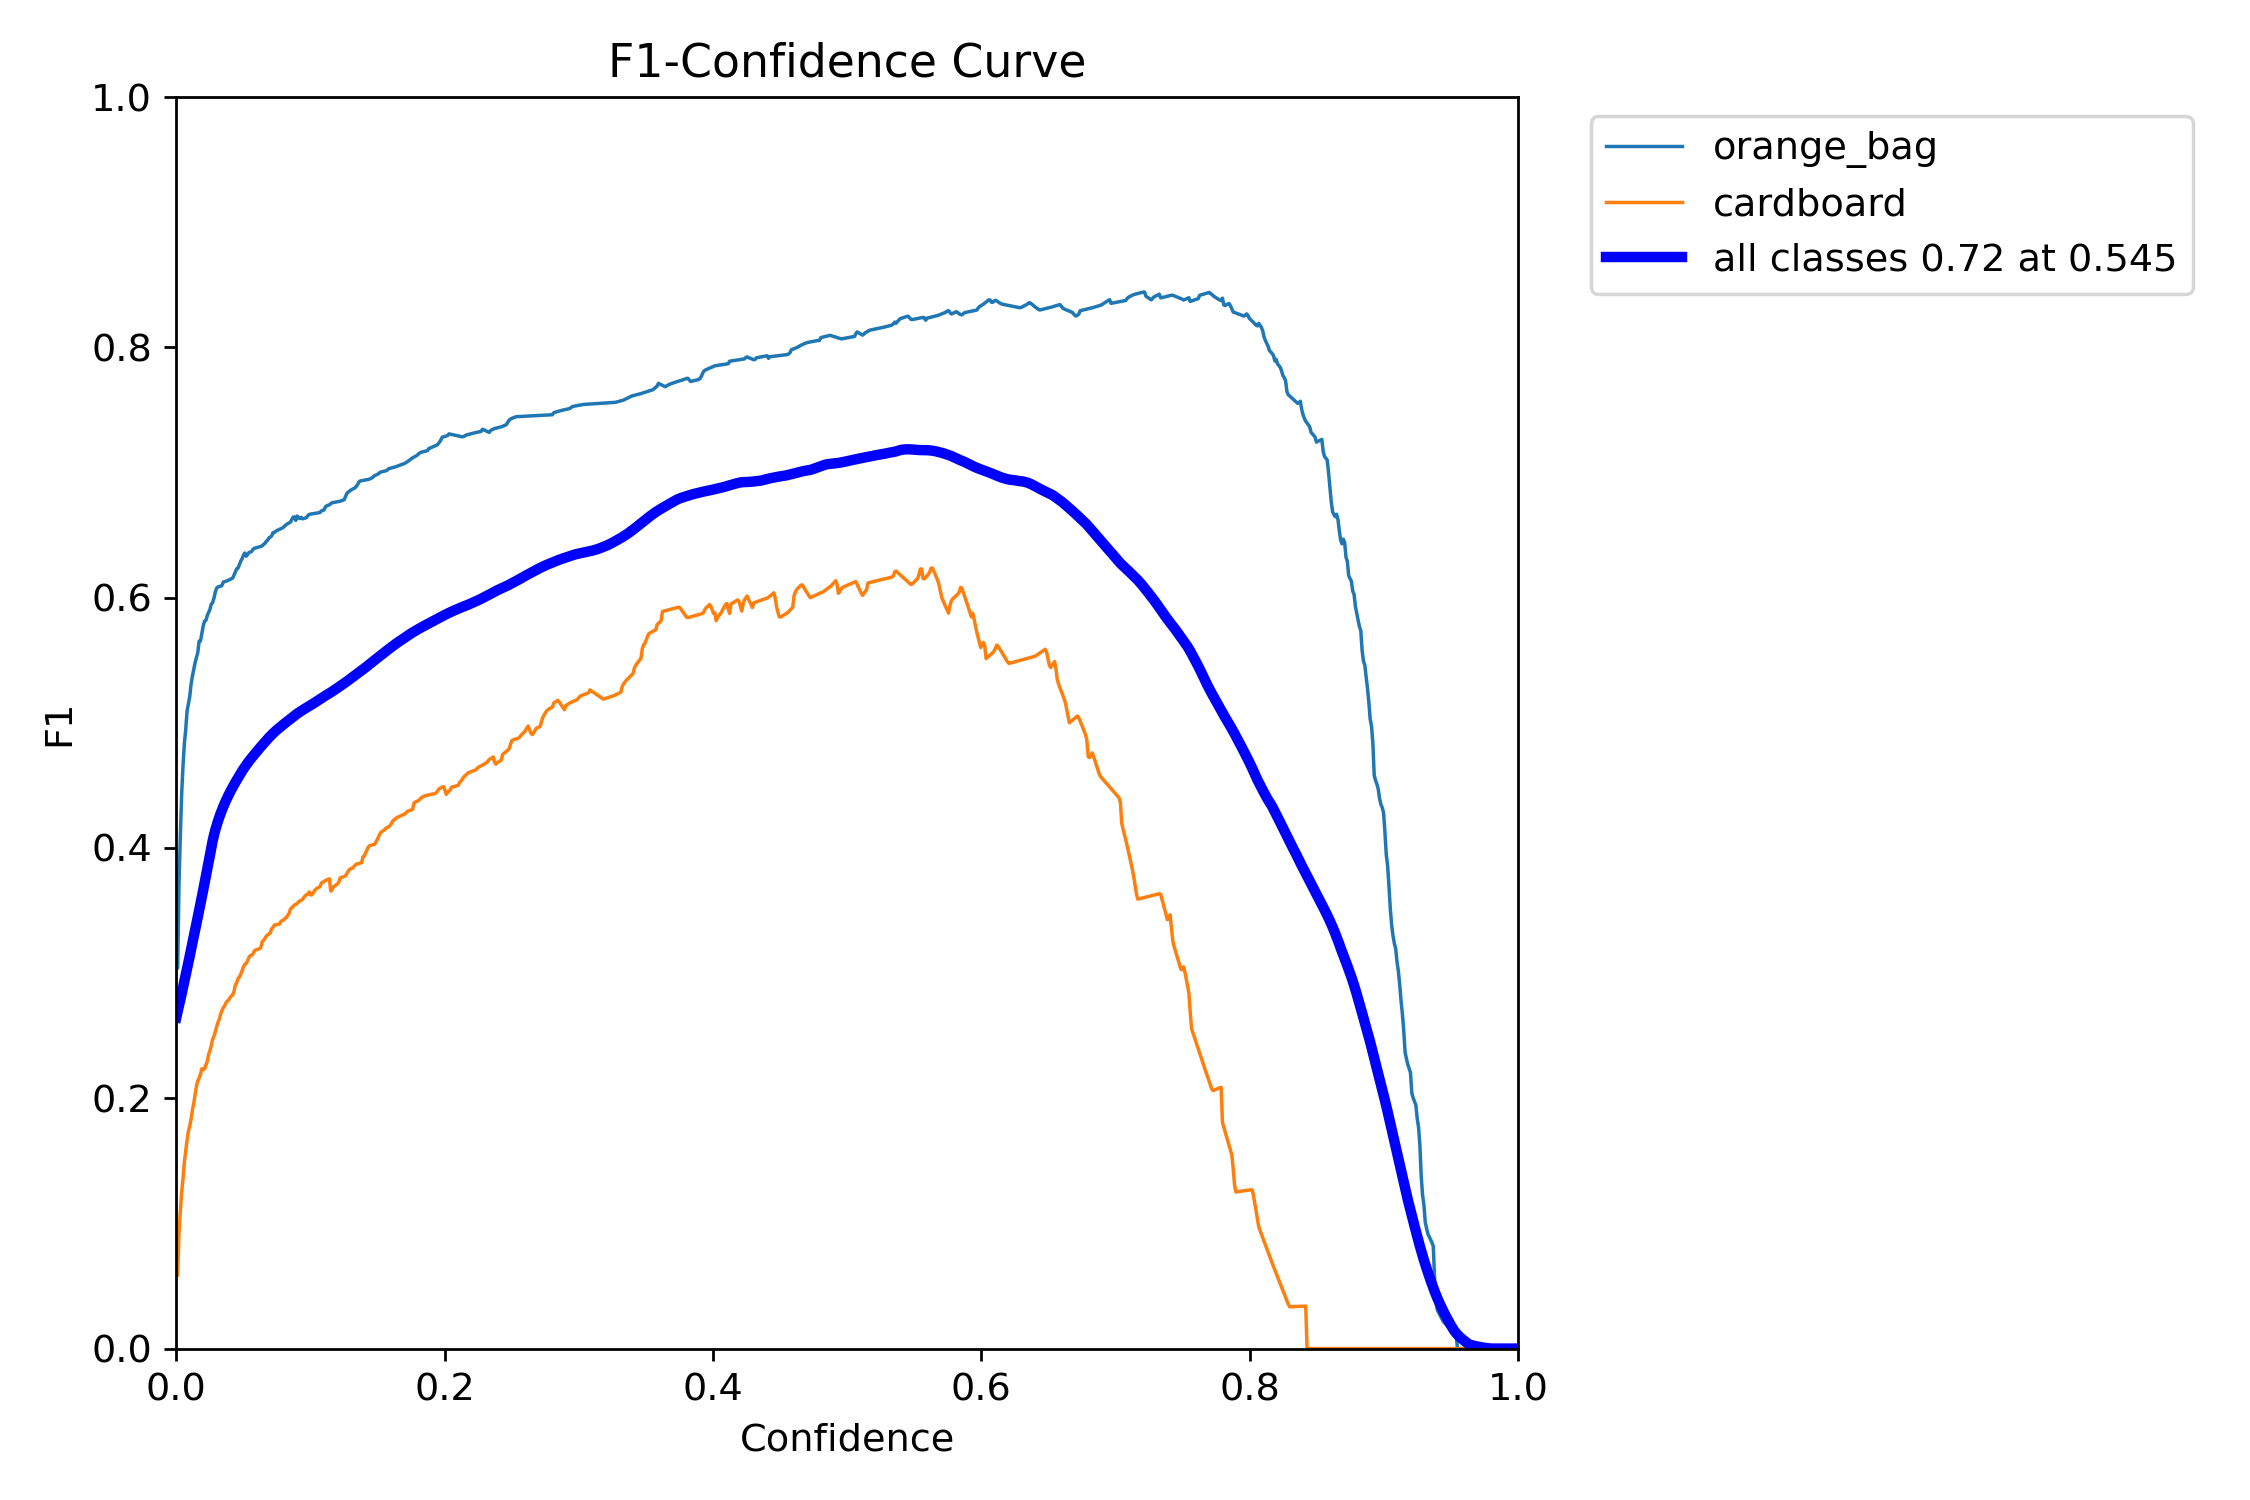 F1-Confidence Curve
orange_bag
cardboard
all classes 0.72 at 0.545
1.0
0.8
0.6
0.4
0.2
0.0
F1
0.0 0.2 0.4 0.6 0.8 1.0
Confidence